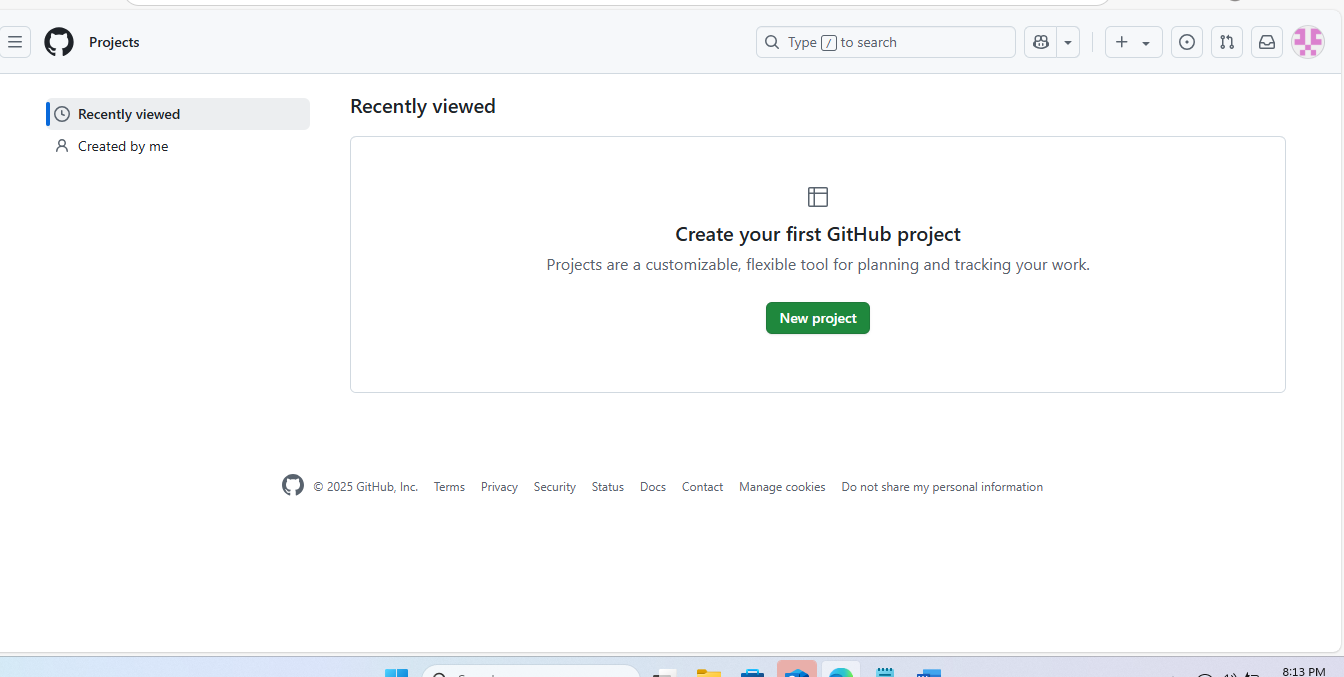 Projects
Type / to search
Recently viewed
Created by me
Recently viewed
Create your first GitHub project
Projects are a customizable, flexible tool for planning and tracking your work.
New project
© 2025 GitHub, Inc. Terms Privacy Security Status Docs Contact Manage cookies Do not share my personal information
8:13 PM